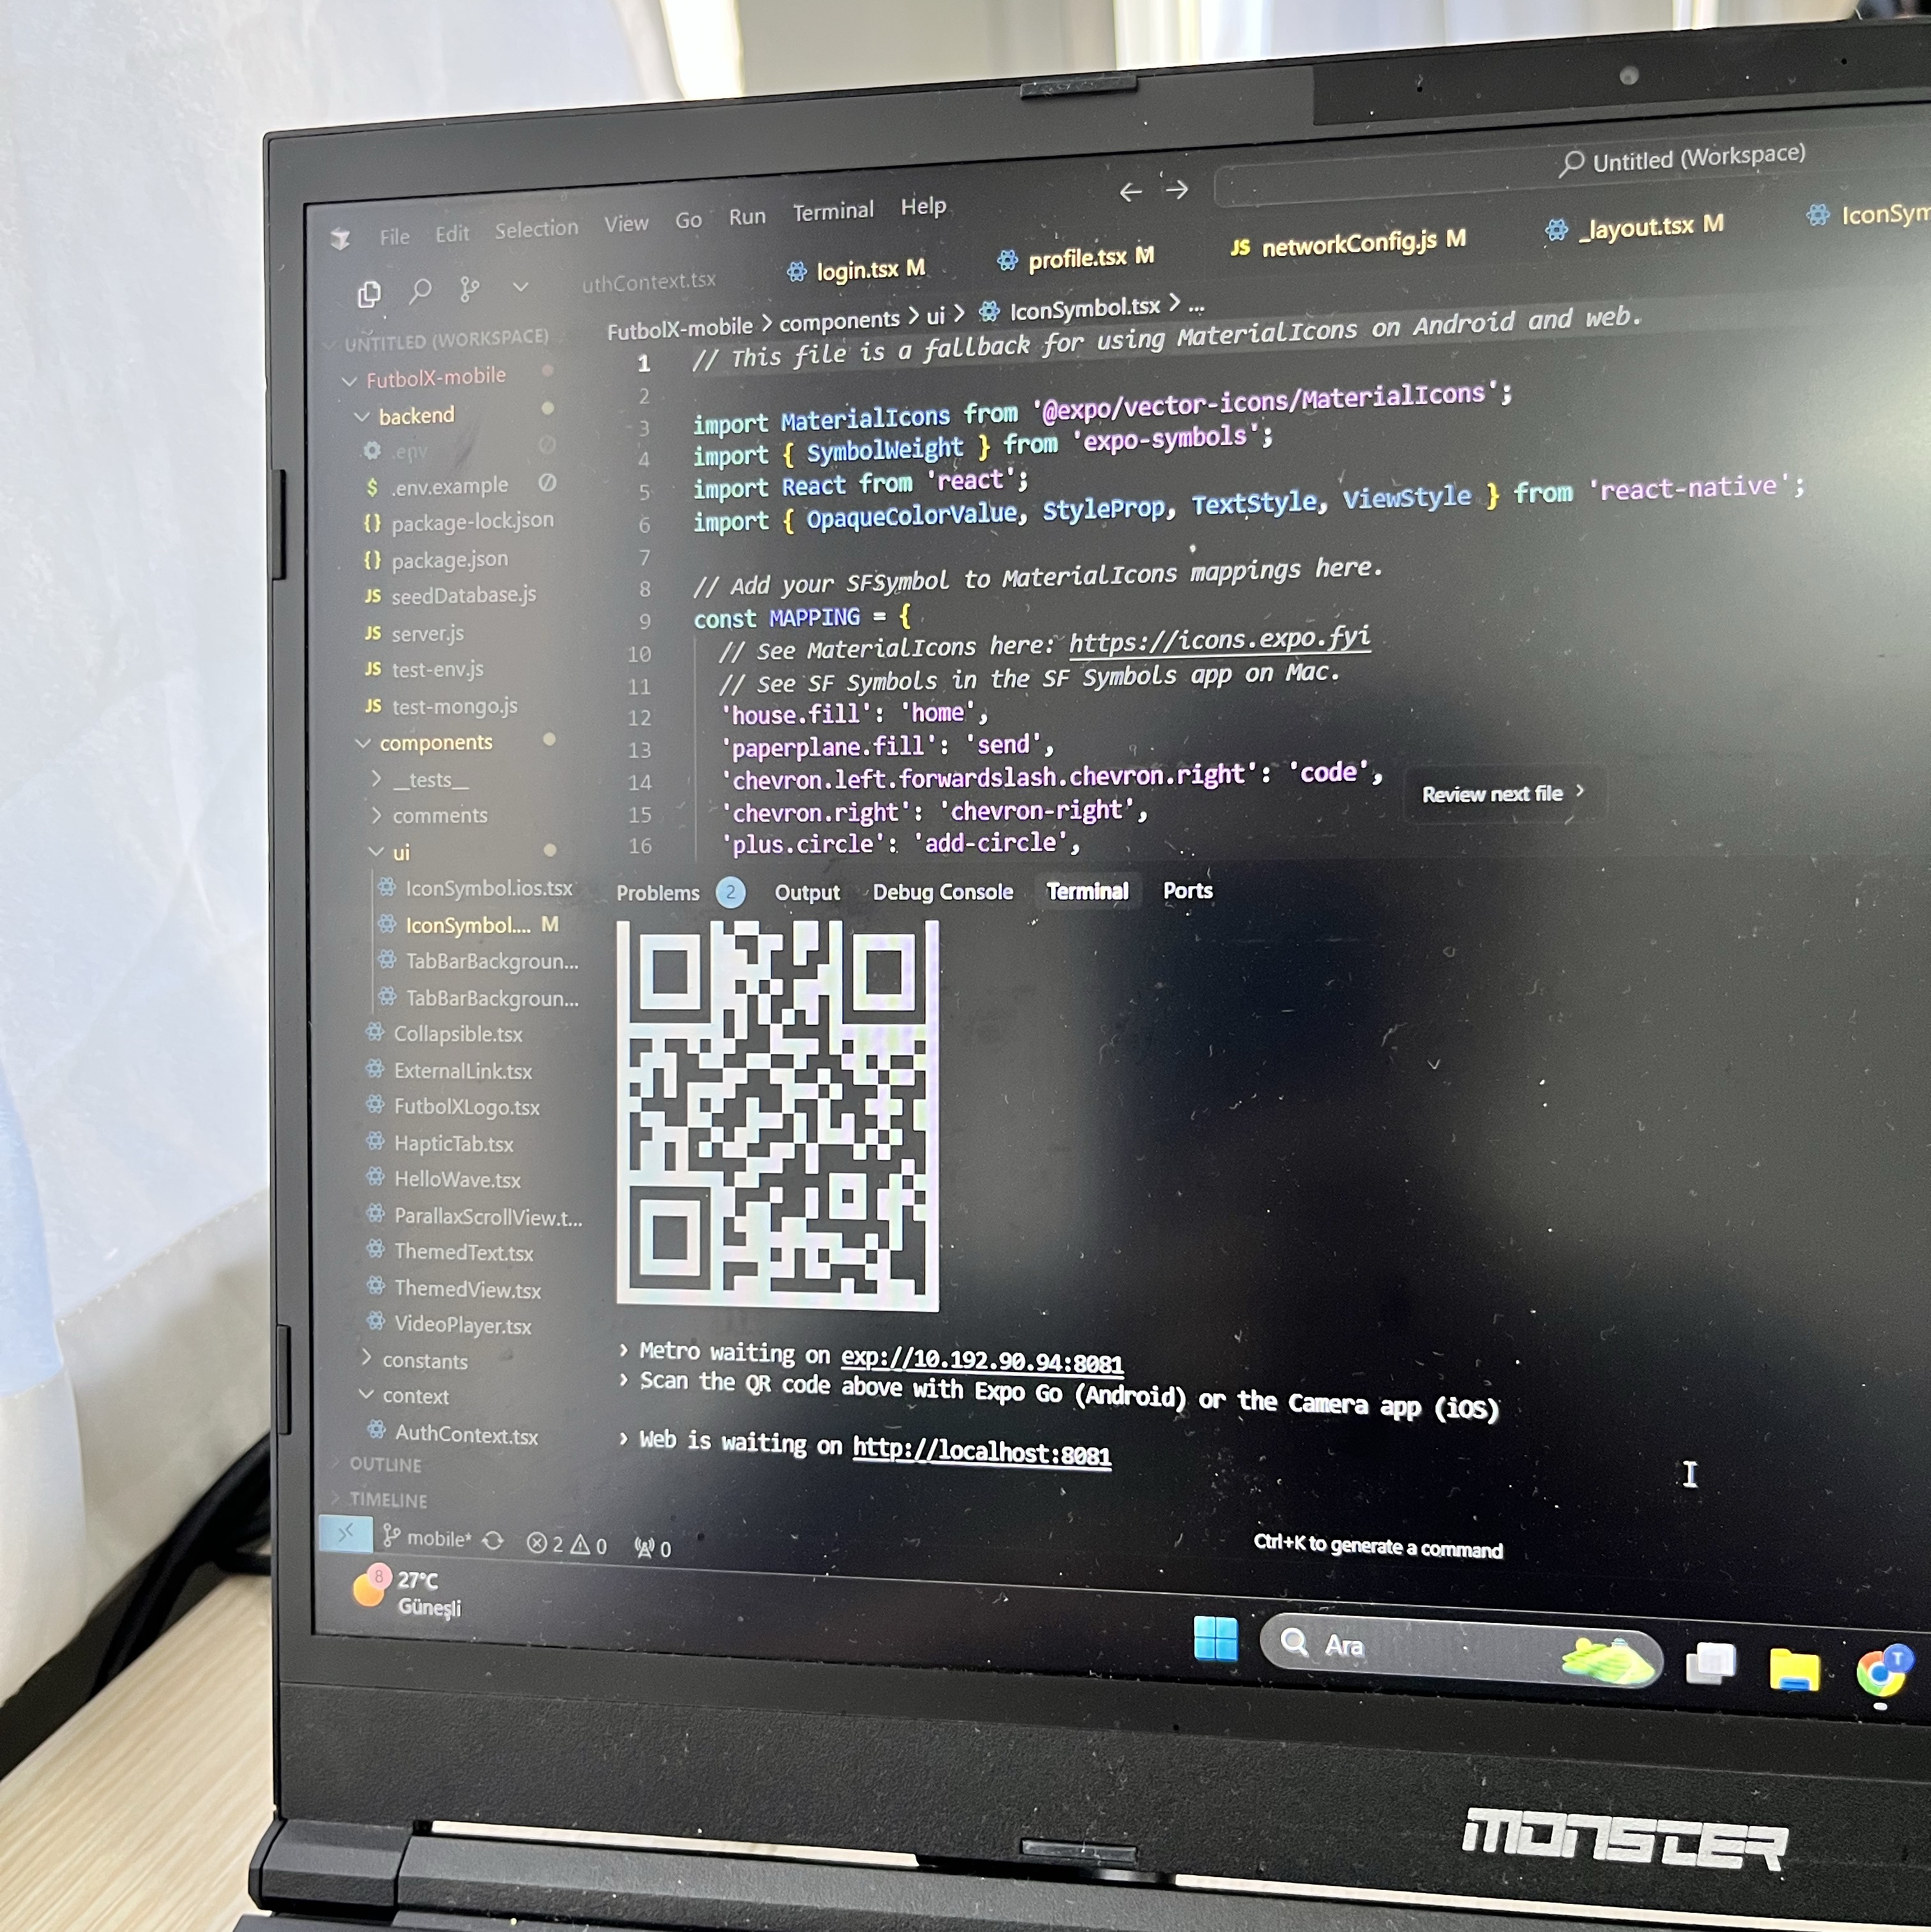 Untitled (Workspace)
File Edit Selection View Go Run Terminal Help
uthContext.tsx login.tsx M profile.tsx M JS networkConfig.js M _layout.tsx M IconSym
UNTITLED (WORKSPACE)
FutbolX-mobile
backend
.env
$ .env.example
{} package-lock.json
{} package.json
JS seedDatabase.js
JS server.js
JS test-env.js
JS test-mongo.js
components
__tests__
comments
ui
IconSymbol.ios.tsx
IconSymbol.... M
TabBarBackgroun...
TabBarBackgroun...
Collapsible.tsx
ExternalLink.tsx
FutbolXLogo.tsx
HapticTab.tsx
HelloWave.tsx
ParallaxScrollView.t...
ThemedText.tsx
ThemedView.tsx
VideoPlayer.tsx
constants
context
AuthContext.tsx
OUTLINE
TIMELINE
FutbolX-mobile > components > ui > IconSymbol.tsx > ...
1 // This file is a fallback for using MaterialIcons on Android and web.
2
3 import MaterialIcons from '@expo/vector-icons/MaterialIcons';
4 import { SymbolWeight } from 'expo-symbols';
5 import React from 'react';
6 import { OpaqueColorValue, StyleProp, TextStyle, ViewStyle } from 'react-native';
7
8 // Add your SFSymbol to MaterialIcons mappings here.
9 const MAPPING = {
10 // See MaterialIcons here: https://icons.expo.fyi
11 // See SF Symbols in the SF Symbols app on Mac.
12 'house.fill': 'home',
13 'paperplane.fill': 'send',
14 'chevron.left.forwardslash.chevron.right': 'code',
15 'chevron.right': 'chevron-right',
16 'plus.circle': 'add-circle',
Review next file >
Problems 2 Output Debug Console Terminal Ports
› Metro waiting on exp://10.192.90.94:8081
› Scan the QR code above with Expo Go (Android) or the Camera app (iOS)
› Web is waiting on http://localhost:8081
Ctrl+K to generate a command
mobile* 2 0 0
8
27°C
Güneşli
Ara
T
MONSTER